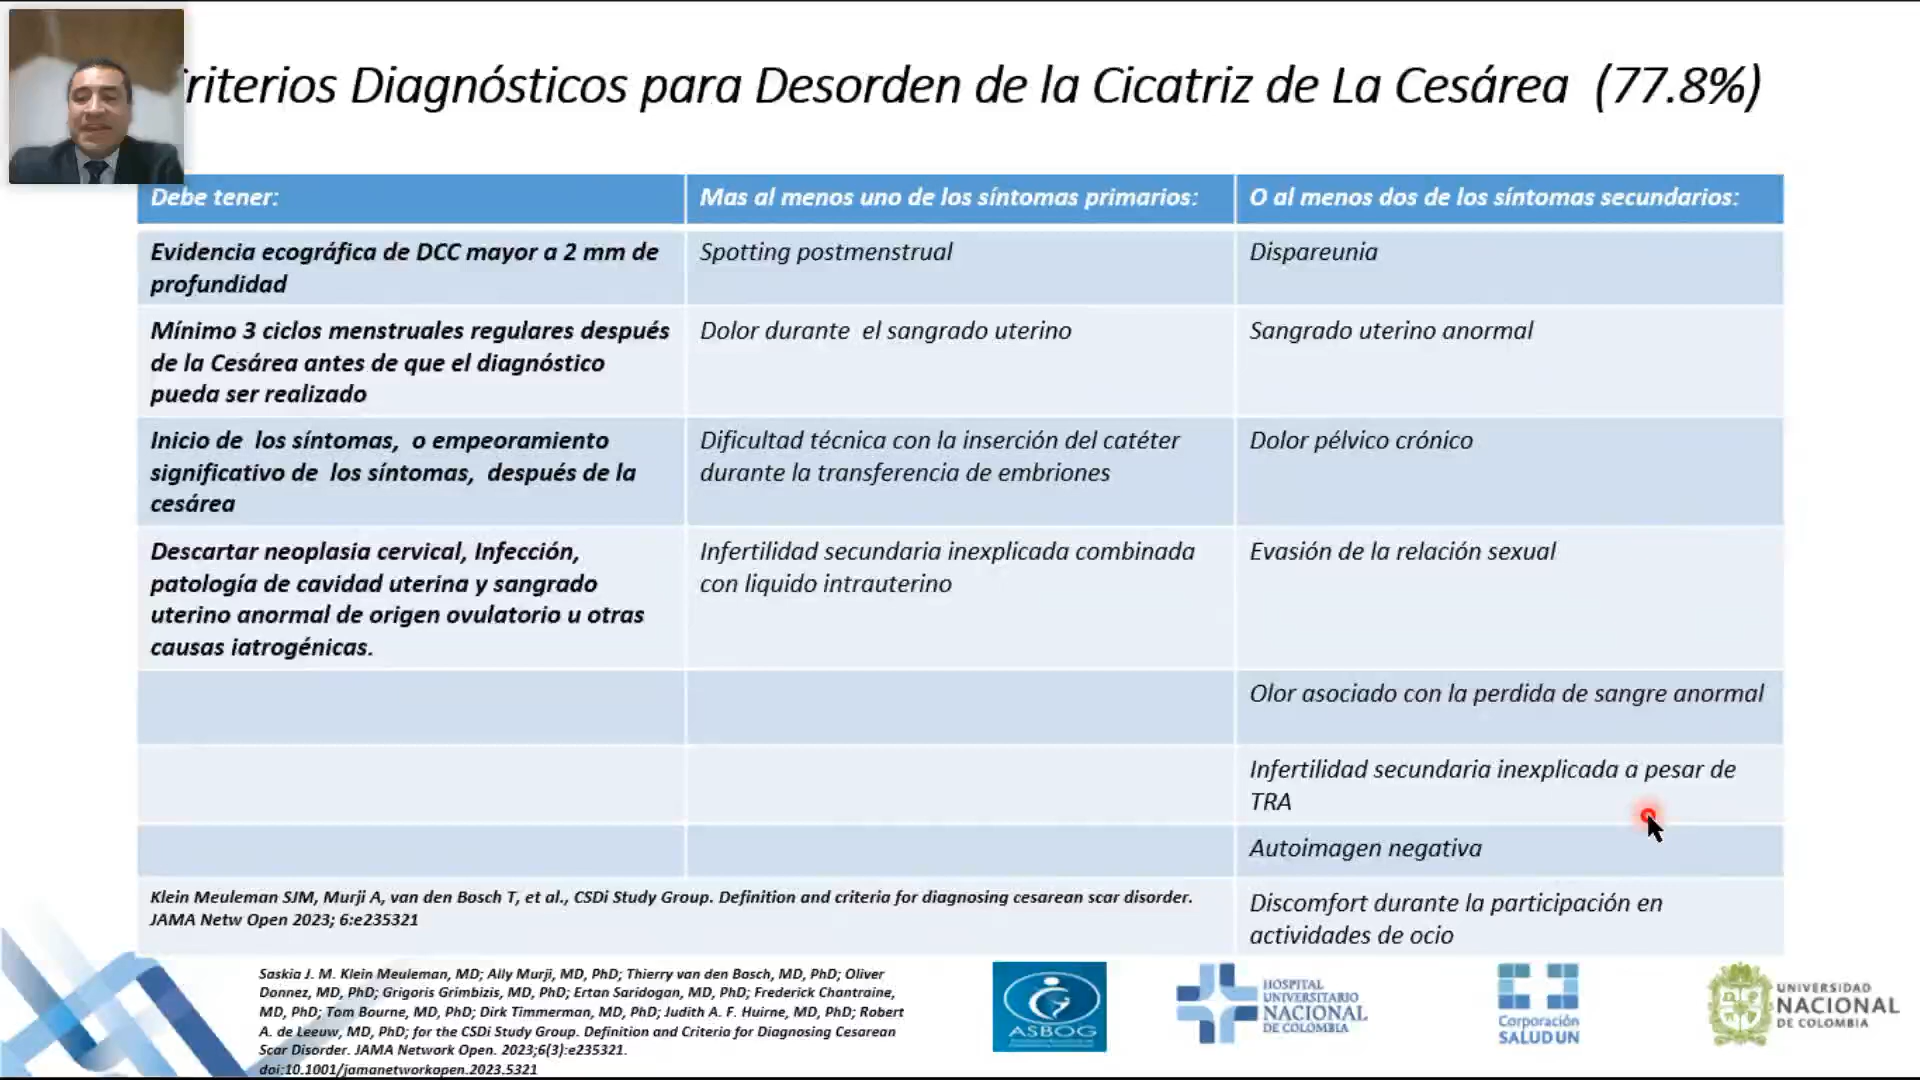 riterios Diagnósticos para Desorden de la Cicatriz de La Cesárea (77.8%)
Debe tener:
Mas al menos uno de los síntomas primarios:
O al menos dos de los síntomas secundarios:
Evidencia ecográfica de DCC mayor a 2 mm de
profundidad
Spotting postmenstrual
Dispareunia
Mínimo 3 ciclos menstruales regulares después
de la Cesárea antes de que el diagnóstico
pueda ser realizado
Dolor durante el sangrado uterino
Sangrado uterino anormal
Inicio de los síntomas, o empeoramiento
significativo de los síntomas, después de la
cesárea
Dificultad técnica con la inserción del catéter
durante la transferencia de embriones
Dolor pélvico crónico
Descartar neoplasia cervical, Infección,
patología de cavidad uterina y sangrado
uterino anormal de origen ovulatorio u otras
causas iatrogénicas.
Infertilidad secundaria inexplicada combinada
con liquido intrauterino
Evasión de la relación sexual
Olor asociado con la perdida de sangre anormal
Infertilidad secundaria inexplicada a pesar de
TRA
Autoimagen negativa
Klein Meuleman SJM, Murji A, van den Bosch T, et al., CSDi Study Group. Definition and criteria for diagnosing cesarean scar disorder.
JAMA Netw Open 2023; 6:e235321
Discomfort durante la participación en
actividades de ocio
Saskia J. M. Klein Meuleman, MD; Ally Murji, MD, PhD; Thierry van den Bosch, MD, PhD; Oliver
Donnez, MD, PhD; Grigoris Grimbizis, MD, PhD; Ertan Saridogan, MD, PhD; Frederick Chantraine,
MD, PhD; Tom Bourne, MD, PhD; Dirk Timmerman, MD, PhD; Judith A. F. Huirne, MD, PhD; Robert
A. de Leeuw, MD, PhD; for the CSDi Study Group. Definition and Criteria for Diagnosing Cesarean
Scar Disorder. JAMA Network Open. 2023;6(3):e235321.
doi:10.1001/jamanetworkopen.2023.5321
ASBOG
HOSPITAL
UNIVERSITARIO
NACIONAL
DE COLOMBIA
Corporación
SALUD UN
UNIVERSIDAD
NACIONAL
DE COLOMBIA